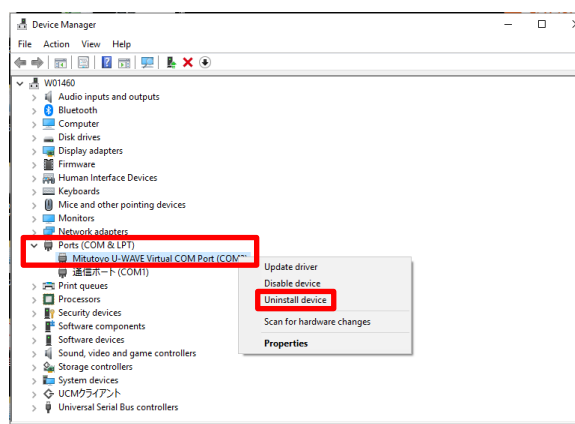 Device Manager
File Action View Help
W01460
Audio inputs and outputs
Bluetooth
Computer
Disk drives
Display adapters
Firmware
Human Interface Devices
Keyboards
Mice and other pointing devices
Monitors
Network adapters
Ports (COM & LPT)
Mitutoyo U-WAVE Virtual COM Port
通信ポート (COM1)
Print queues
Processors
Security devices
Software components
Software devices
Sound, video and game controllers
Storage controllers
System devices
UCMクライアント
Universal Serial Bus controllers
Update driver
Disable device
Uninstall device
Scan for hardware changes
Properties